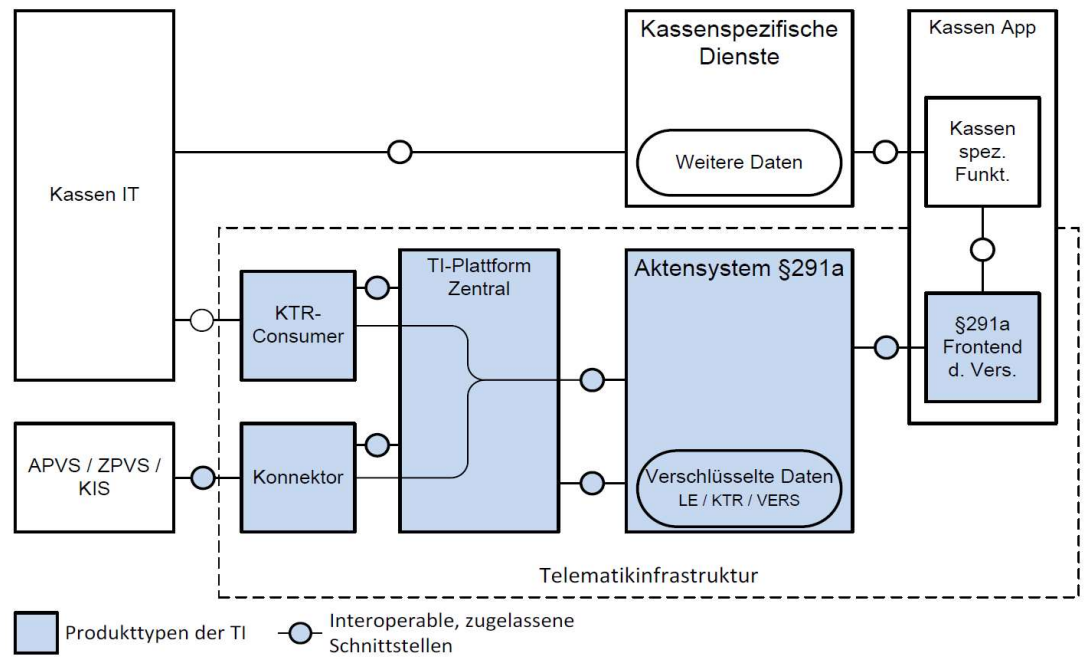 Kassenspezifische
Dienste
Kassen App
Kassen
spez.
Funkt.
Weitere Daten
Kassen IT
TI-Plattform
Zentral
Aktensystem §291a
KTR-
Consumer
§291a
Frontend
d. Vers.
APVS / ZPVS /
KIS
Konnektor
Verschlüsselte Daten
LE / KTR / VERS
Telematikinfrastruktur
Produkttypen der TI
Interoperable, zugelassene
Schnittstellen